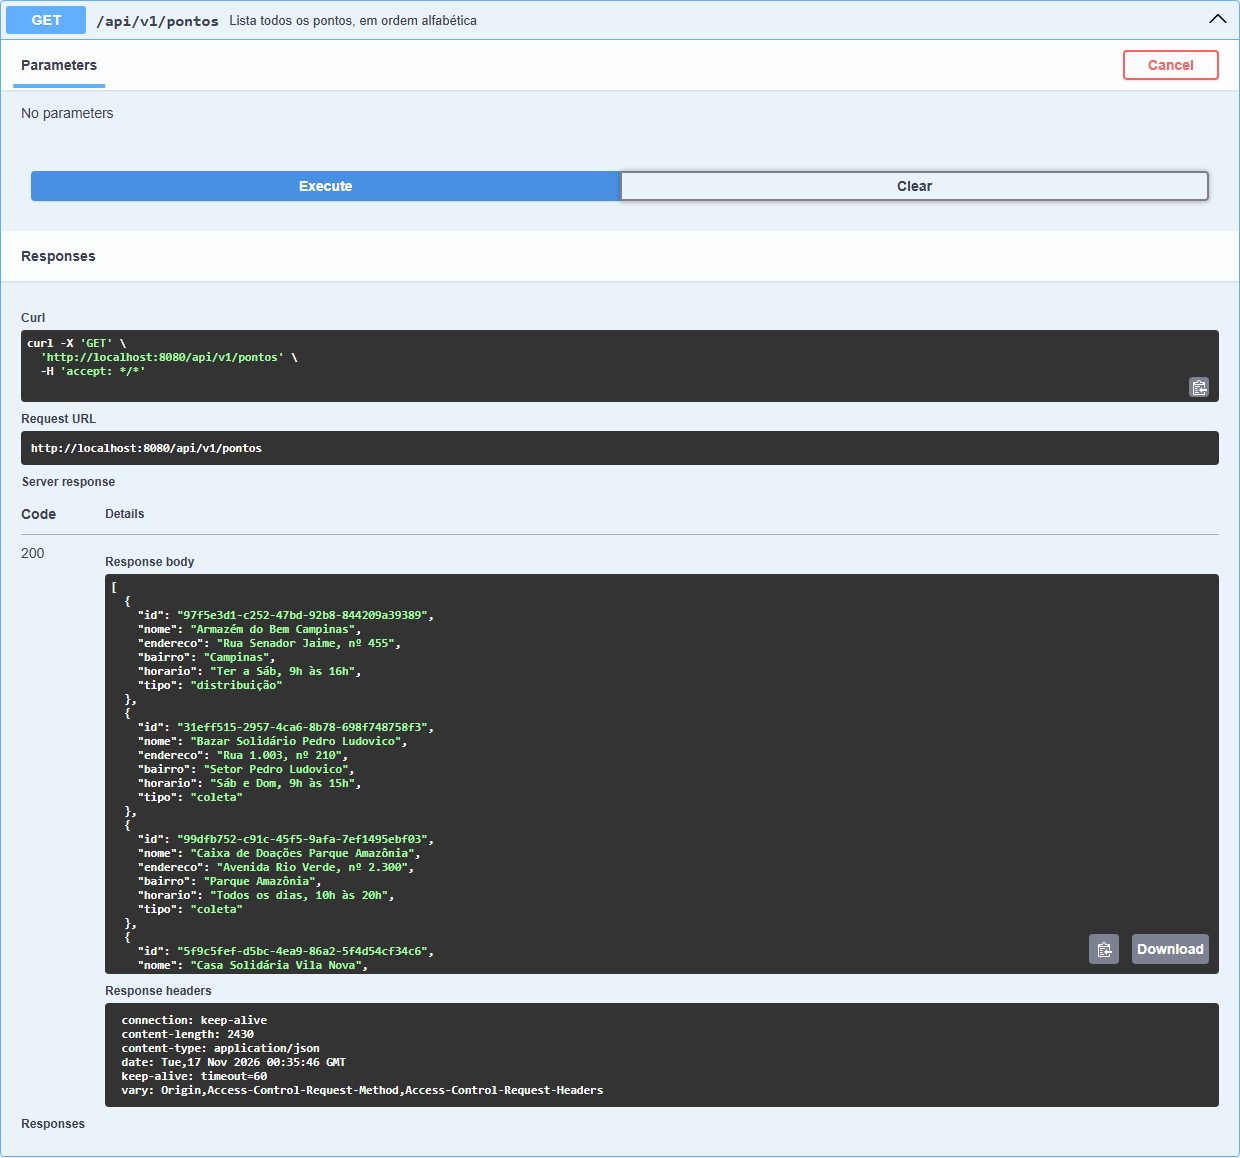 GET /api/v1/pontos Lista todos os pontos, em ordem alfabética
Parameters
Cancel
No parameters
Execute
Clear
Responses
Curl
curl -X 'GET' \
'http://localhost:8080/api/v1/pontos' \
-H 'accept: */*'
Request URL
http://localhost:8080/api/v1/pontos
Server response
Code Details
200
Response body
[
{
"id": "97f5e3d1-c252-47bd-92b8-844209a39389",
"nome": "Armazém do Bem Campinas",
"endereco": "Rua Senador Jaime, nº 455",
"bairro": "Campinas",
"horario": "Ter a Sáb, 9h às 16h",
"tipo": "distribuição"
},
{
"id": "31eff515-2957-4ca6-8b78-698f748758f3",
"nome": "Bazar Solidário Pedro Ludovico",
"endereco": "Rua 1.003, nº 210",
"bairro": "Setor Pedro Ludovico",
"horario": "Sáb e Dom, 9h às 15h",
"tipo": "coleta"
},
{
"id": "99dfb752-c91c-45f5-9afa-7ef1495ebf03",
"nome": "Caixa de Doações Parque Amazônia",
"endereco": "Avenida Rio Verde, nº 2.300",
"bairro": "Parque Amazônia",
"horario": "Todos os dias, 10h às 20h",
"tipo": "coleta"
},
{
"id": "5f9c5fef-d5bc-4ea9-86a2-5f4d54cf34c6",
"nome": "Casa Solidária Vila Nova",
Download
Response headers
connection: keep-alive
content-length: 2430
content-type: application/json
date: Tue,17 Nov 2026 00:35:46 GMT
keep-alive: timeout=60
vary: Origin,Access-Control-Request-Method,Access-Control-Request-Headers
Responses